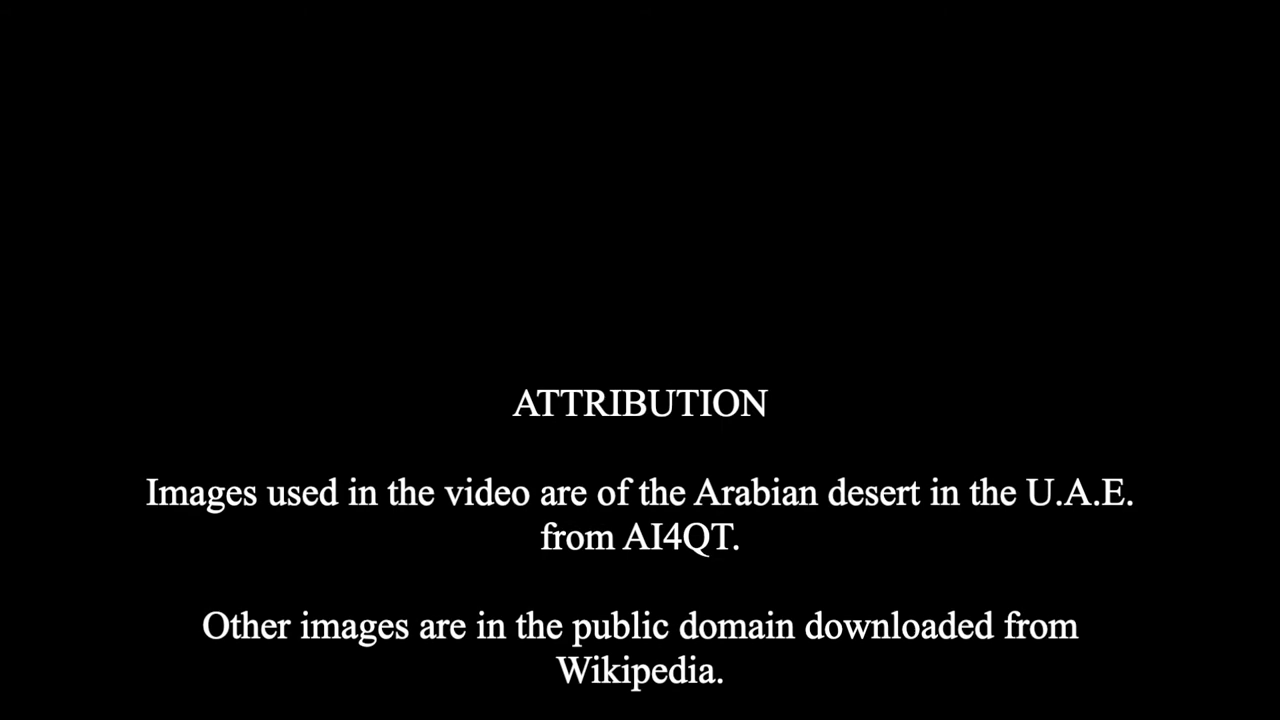 ATTRIBUTION
Images used in the video are of the Arabian desert in the U.A.E.
from AI4QT.
Other images are in the public domain downloaded from
Wikipedia.